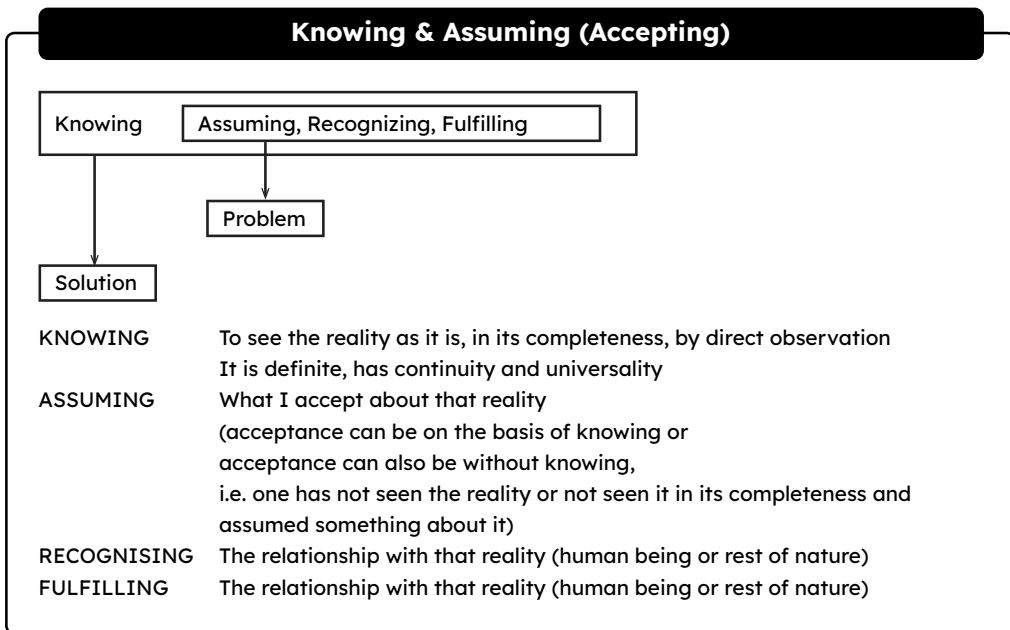 Knowing & Assuming (Accepting)
Knowing
Assuming, Recognizing, Fulfilling
Problem
Solution
KNOWING To see the reality as it is, in its completeness, by direct observation
It is definite, has continuity and universality
ASSUMING What I accept about that reality
(acceptance can be on the basis of knowing or
acceptance can also be without knowing,
i.e. one has not seen the reality or not seen it in its completeness and
assumed something about it)
RECOGNISING The relationship with that reality (human being or rest of nature)
FULFILLING The relationship with that reality (human being or rest of nature)